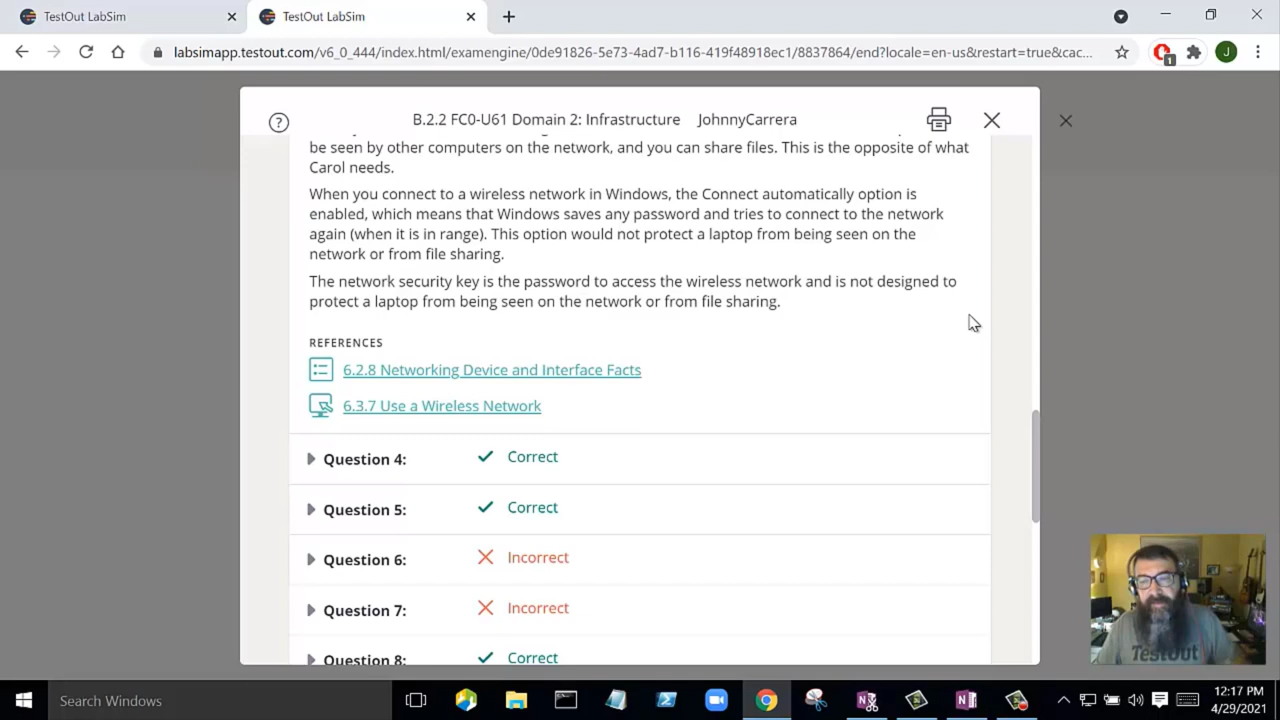 TestOut LabSim
TestOut LabSim
labsimapp.testout.com/v6_0_444/index.html/examengine/0de91826-5e73-4ad7-b116-419f48918ec1/8837864/end?locale=en-us&restart=true&cac...
1
J
B.2.2 FC0-U61 Domain 2: Infrastructure JohnnyCarrera
be seen by other computers on the network, and you can share files. This is the opposite of what
Carol needs.
When you connect to a wireless network in Windows, the Connect automatically option is
enabled, which means that Windows saves any password and tries to connect to the network
again (when it is in range). This option would not protect a laptop from being seen on the
network or from file sharing.
The network security key is the password to access the wireless network and is not designed to
protect a laptop from being seen on the network or from file sharing.
REFERENCES
6.2.8 Networking Device and Interface Facts
6.3.7 Use a Wireless Network
Question 4: Correct
Question 5: Correct
Question 6: Incorrect
Question 7: Incorrect
Question 8: Correct
TestOut
Search Windows
12:17 PM
4/29/2021